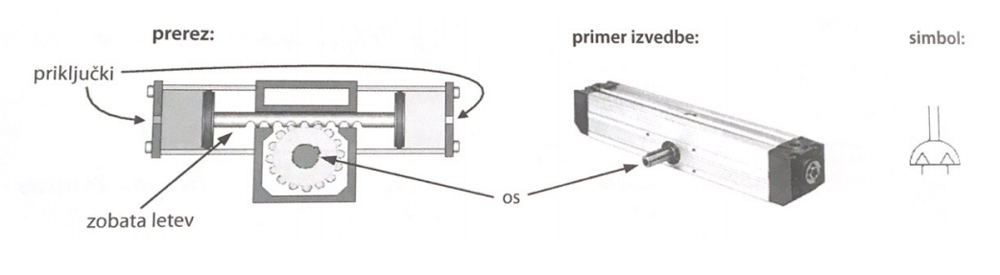 prerez:
primer izvedbe:
simbol:
priključki
os
zobata letev